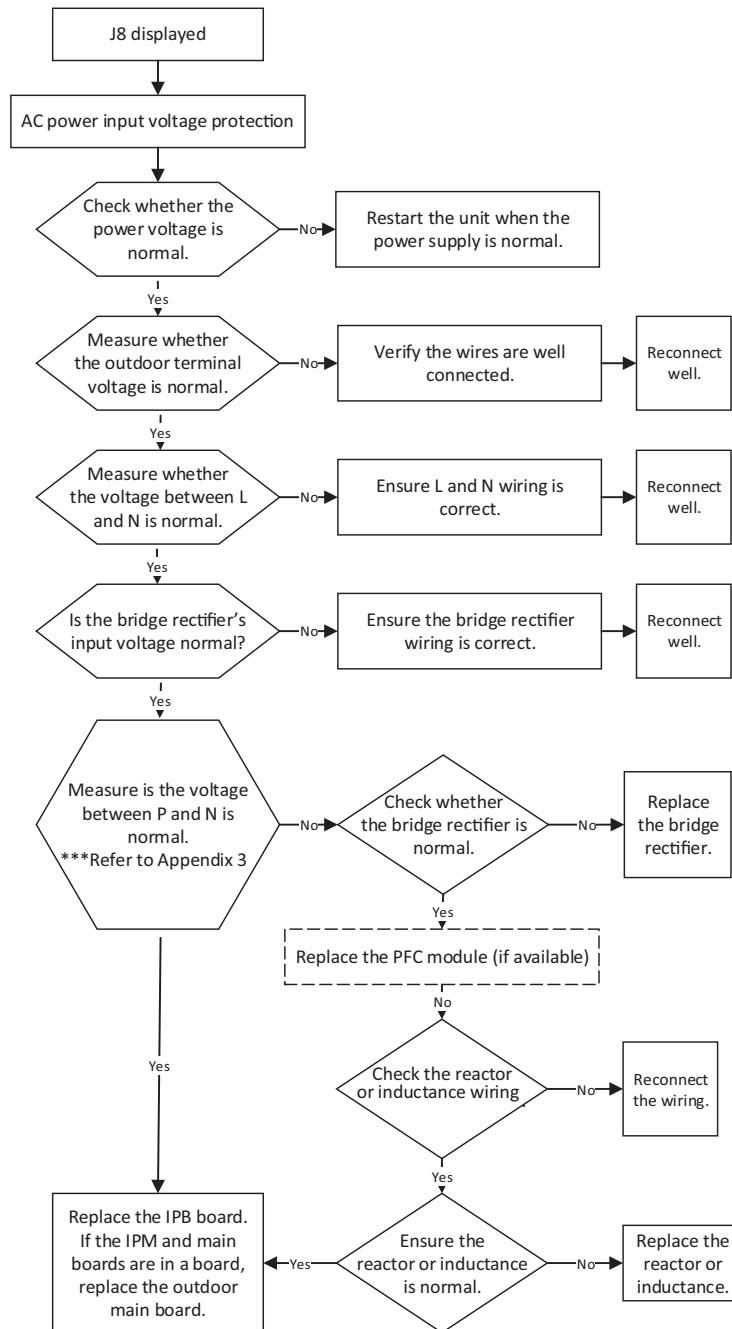 J8 displayed
AC power input voltage protection
Check whether the
power voltage is
normal.
No
Restart the unit when the
power supply is normal.
Yes
Measure whether
the outdoor terminal
voltage is normal.
No
Verify the wires are well
connected.
Reconnect
well.
Yes
Measure whether
the voltage between L
and N is normal.
No
Ensure L and N wiring is
correct.
Reconnect
well.
Yes
Is the bridge rectifier's
input voltage normal?
No
Ensure the bridge rectifier
wiring is correct.
Reconnect
well.
Yes
Measure is the voltage
between P and N is
normal.
***Refer to Appendix 3
No
Check whether
the bridge rectifier is
normal.
No
Replace
the bridge
rectifier.
Yes
Replace the PFC module (if available)
No
Yes
Check the reactor
or inductance wiring.
No
Reconnect
the wiring.
Yes
Replace the IPB board.
If the IPM and main
boards are in a board,
replace the outdoor
main board.
Yes
Ensure the
reactor or inductance
is normal.
No
Replace the
reactor or
inductance.